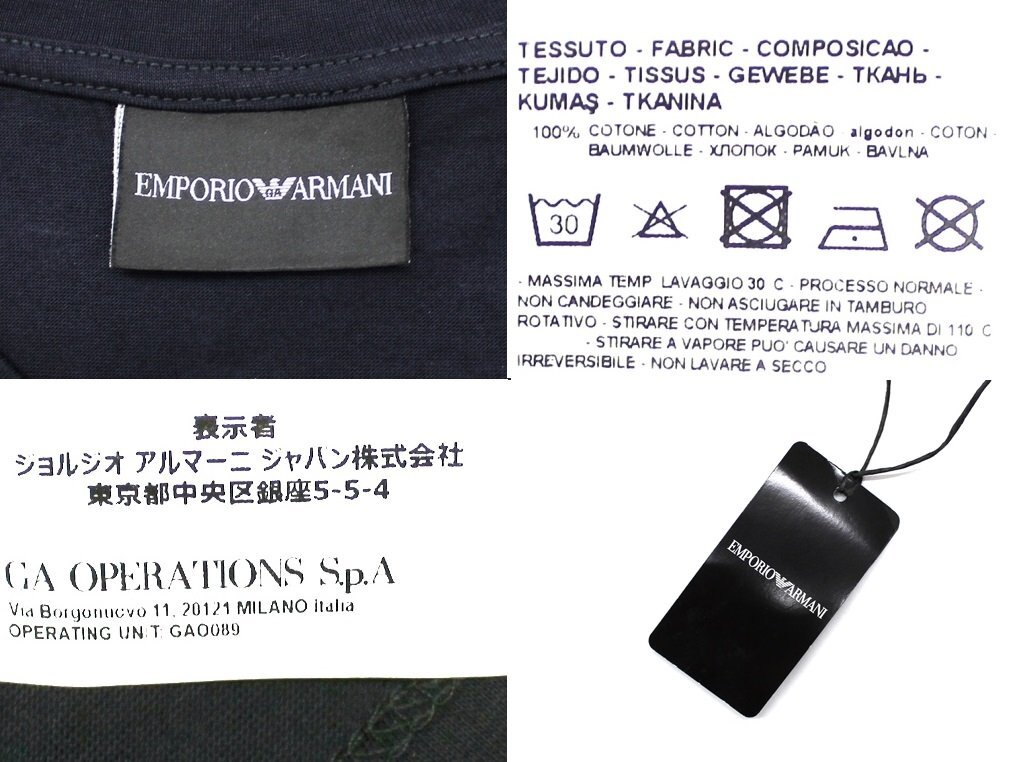 EMPORIO GA ARMANI
TESSUTO - FABRIC - COMPOSICAO -
TEJIDO - TISSUS - GEWEBE - ТКАНЬ -
KUMAŞ - TKANINA
100% COTONE - COTTON - ALGODÃO - algodon - COTON -
BAUMWOLLE - ХЛОПОК - PAMUK - BAVLNA
30
- MASSIMA TEMP LAVAGGIO 30 C - PROCESSO NORMALE -
NON CANDEGGIARE - NON ASCIUGARE IN TAMBURO
ROTATIVO - STIRARE CON TEMPERATURA MASSIMA DI 110 C
- STIRARE A VAPORE PUO' CAUSARE UN DANNO
IRREVERSIBILE - NON LAVARE A SECCO
表示者
ジョルジオ アルマーニ ジャパン株式会社
東京都中央区銀座5-5-4
GA OPERATIONS S.p.A
Via Borgonuovo 11, 20121 MILANO Italia
OPERATING UNIT: GAO089
EMPORIO ARMANI